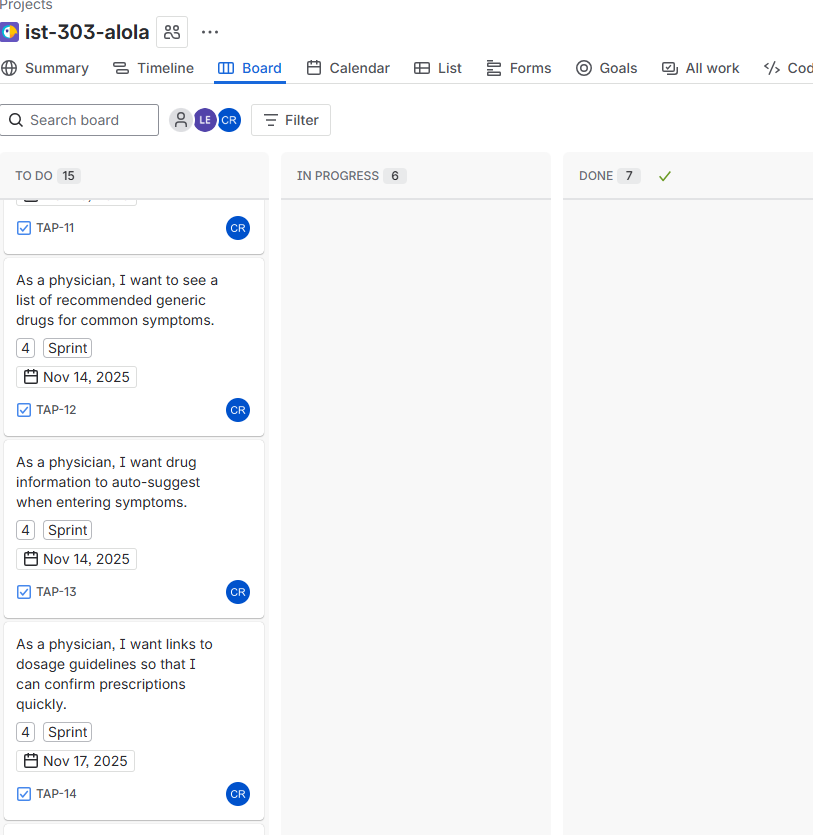 Projects
ist-303-alola
Summary Timeline Board Calendar List Forms Goals All work Cod
Search board LE CR Filter
TO DO 15
TAP-11 CR
As a physician, I want to see a
list of recommended generic
drugs for common symptoms.
4 Sprint
Nov 14, 2025
TAP-12 CR
As a physician, I want drug
information to auto-suggest
when entering symptoms.
4 Sprint
Nov 14, 2025
TAP-13 CR
As a physician, I want links to
dosage guidelines so that I
can confirm prescriptions
quickly.
4 Sprint
Nov 17, 2025
TAP-14 CR
IN PROGRESS 6
DONE 7